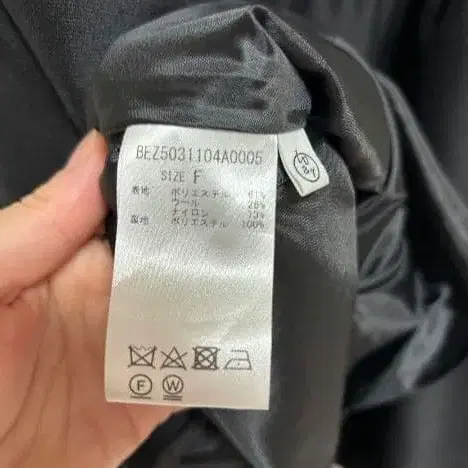 BEZ5031104A0005
SIZE F
表地 ポリエステル 61%
ウール 26%
ナイロン 13%
裏地 ポリエステル 100%
F W